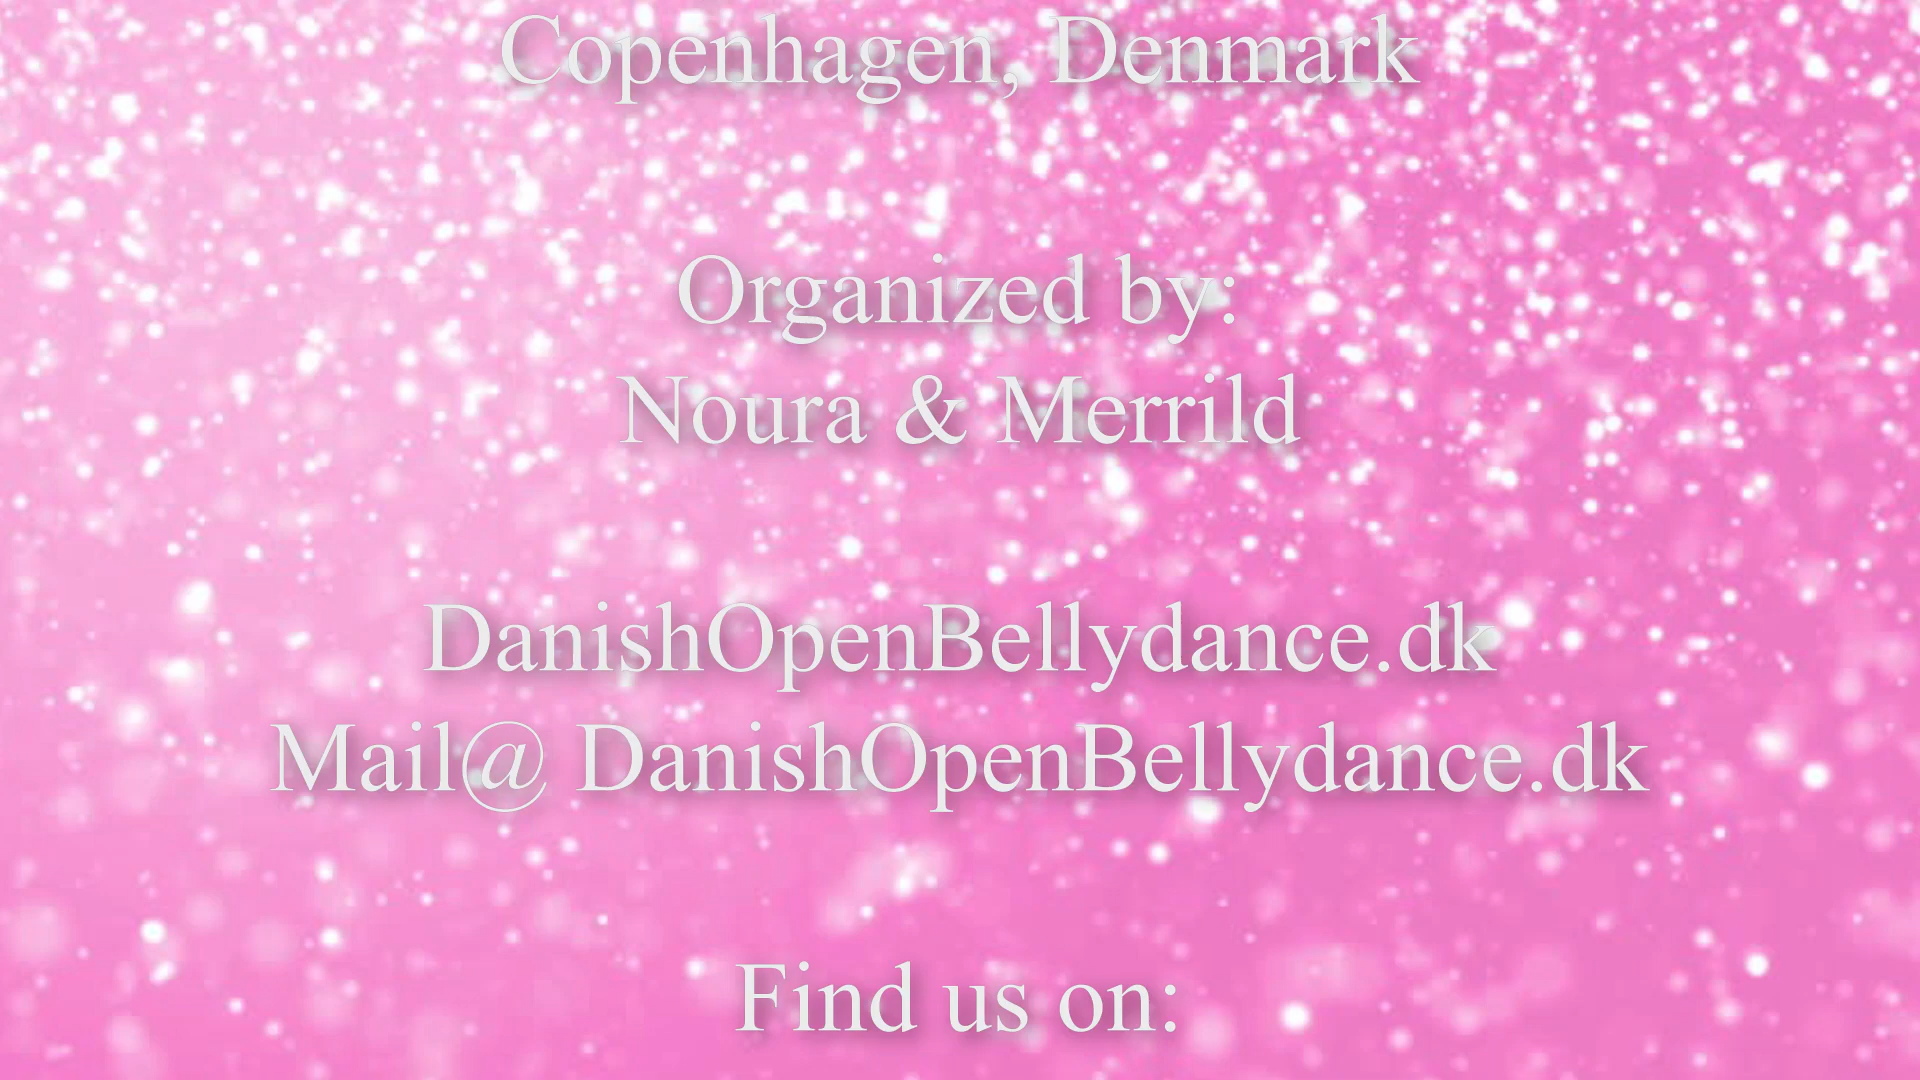 Copenhagen, Denmark
Organized by:
Noura & Merrild
DanishOpenBellydance.dk
Mail@ DanishOpenBellydance.dk
Find us on: